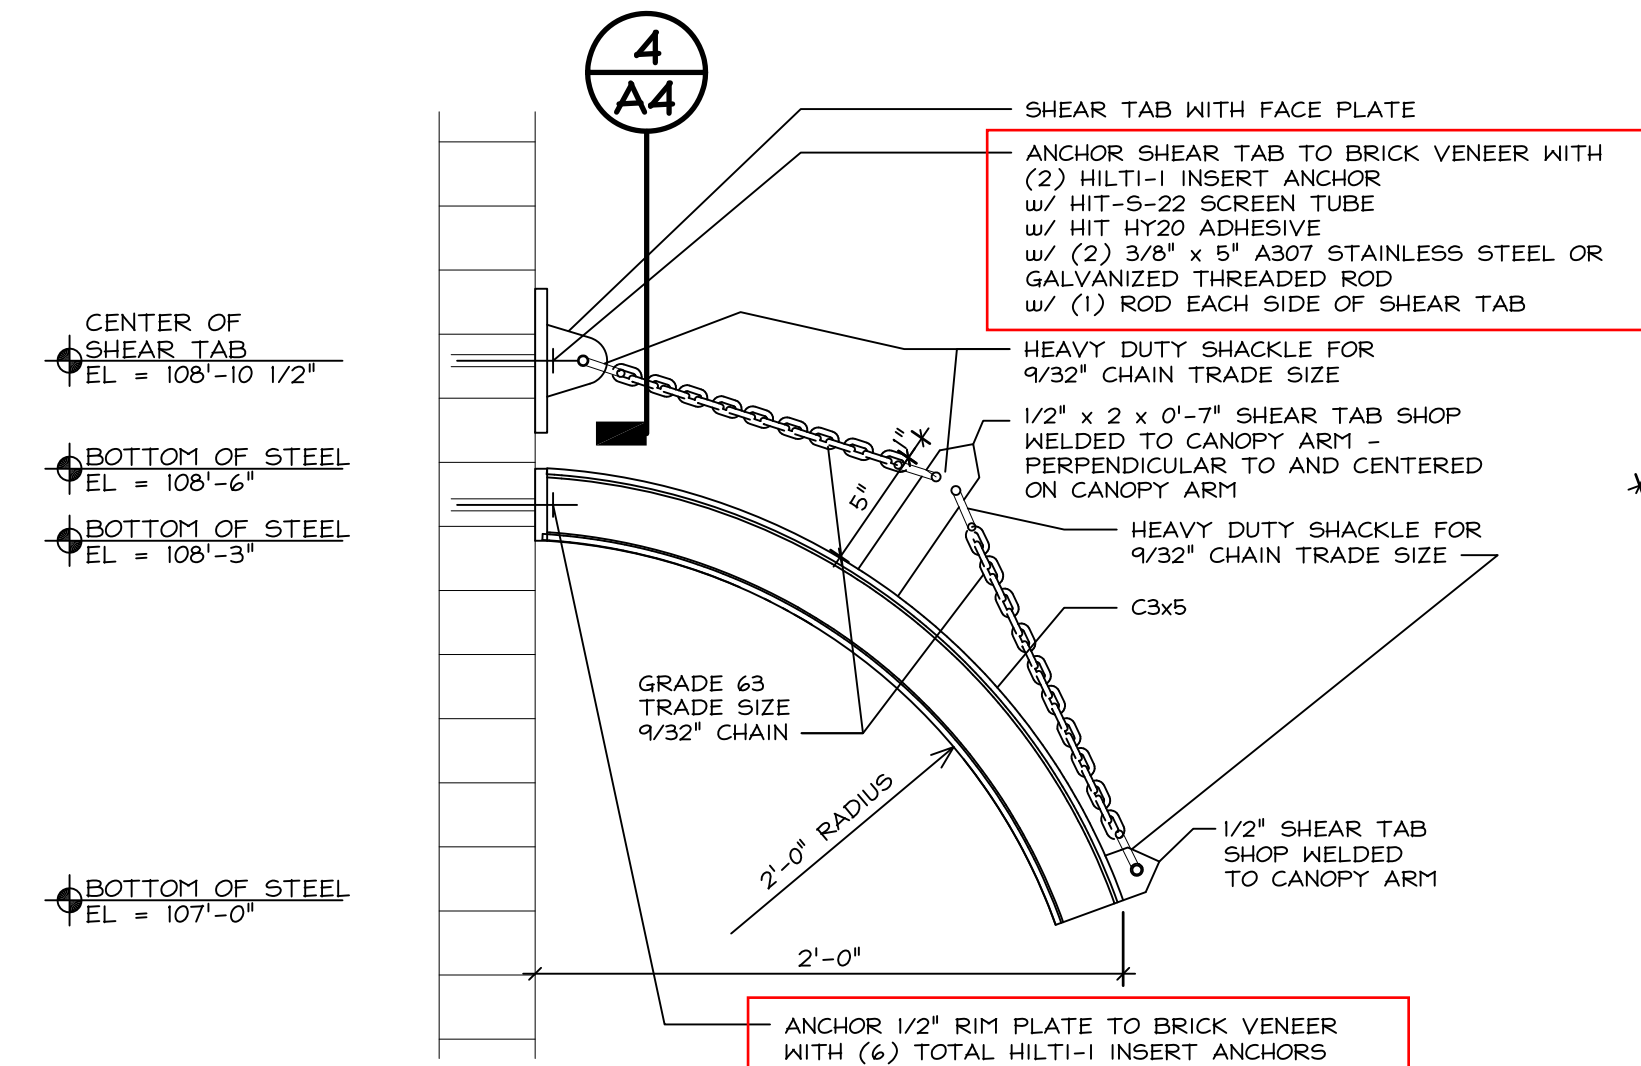 4
A4
SHEAR TAB WITH FACE PLATE
ANCHOR SHEAR TAB TO BRICK VENEER WITH
(2) HILTI-1 INSERT ANCHOR
w/ HIT-S-22 SCREEN TUBE
w/ HIT HY20 ADHESIVE
w/ (2) 3/8" x 5" A307 STAINLESS STEEL OR
GALVANIZED THREADED ROD
w/ (1) ROD EACH SIDE OF SHEAR TAB
CENTER OF
SHEAR TAB
EL = 108'-10 1/2"
HEAVY DUTY SHACKLE FOR
9/32" CHAIN TRADE SIZE
1/2" x 2 x 0'-7" SHEAR TAB SHOP
WELDED TO CANOPY ARM -
PERPENDICULAR TO AND CENTERED
ON CANOPY ARM
BOTTOM OF STEEL
EL = 108'-6"
1"
5"
BOTTOM OF STEEL
EL = 108'-3"
HEAVY DUTY SHACKLE FOR
9/32" CHAIN TRADE SIZE
C3x5
GRADE 63
TRADE SIZE
9/32" CHAIN
2'-0" RADIUS
1/2" SHEAR TAB
SHOP WELDED
TO CANOPY ARM
BOTTOM OF STEEL
EL = 107'-0"
2'-0"
ANCHOR 1/2" RIM PLATE TO BRICK VENEER
WITH (6) TOTAL HILTI-1 INSERT ANCHORS